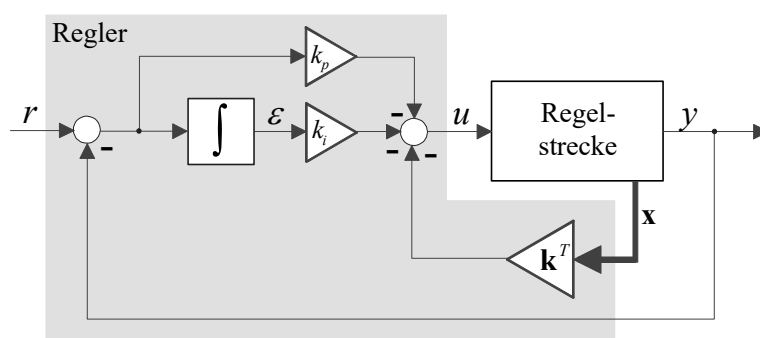 Regler
k_p
r
∫
ε
k_i
u
Regel-
strecke
y
-
-
-
-
x
k^T